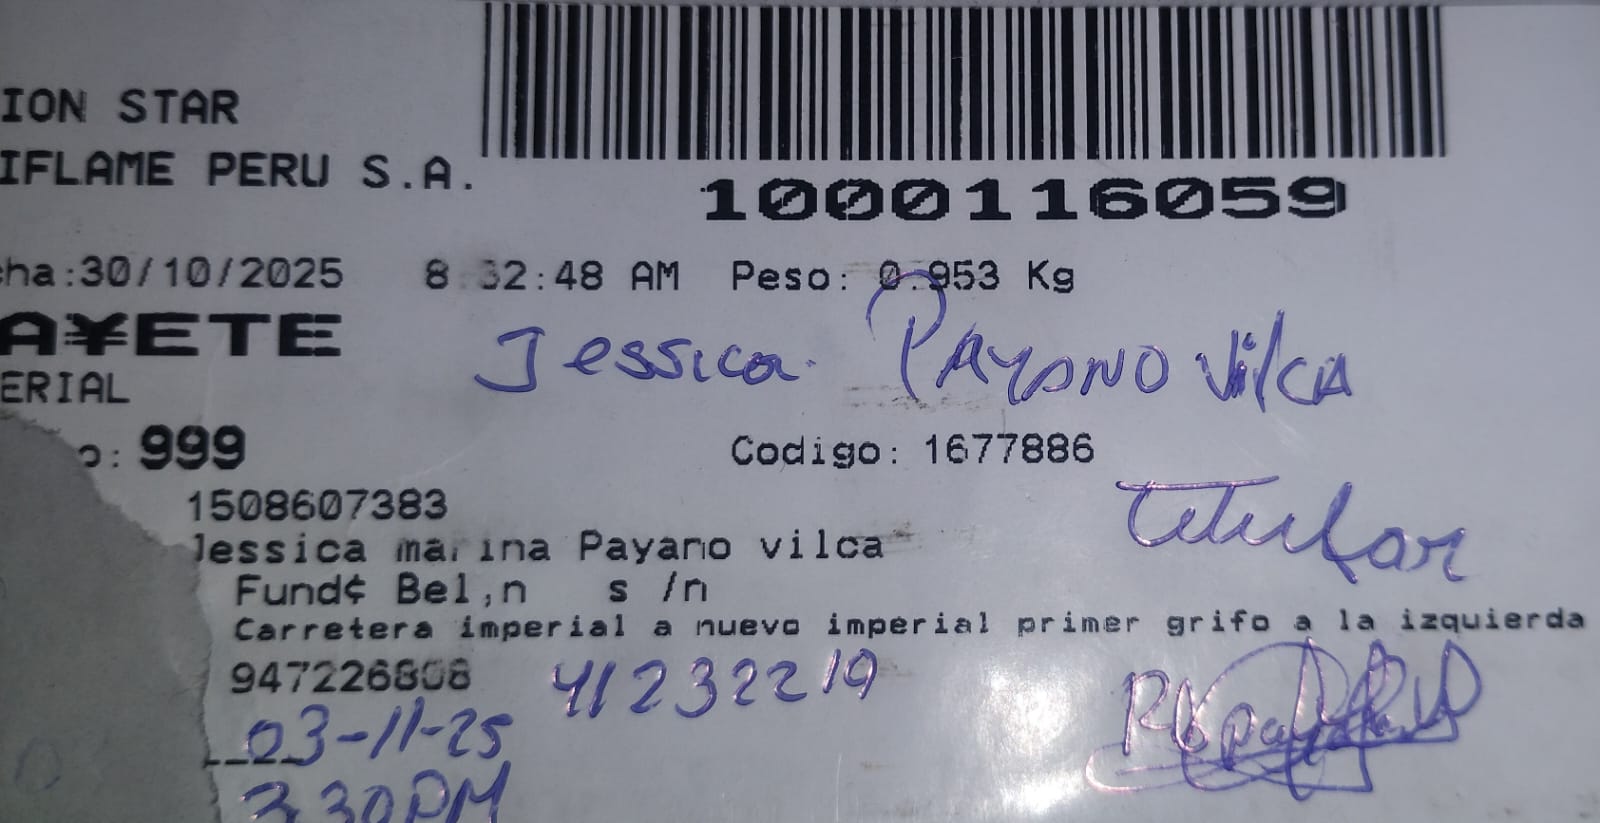 ION STAR
IFLAME PERU S.A.
1000116059
ha:30/10/2025 8:32:48 AM Peso: 0.953 Kg
A¥ETE
Jessica Payano Vilca
ERIAL
o: 999 Codigo: 1677886
1508607383
Titular
Jessica marina Payano vilca
Fund¢ Bel,n s /n
Carretera imperial a nuevo imperial primer grifo a la izquierda
947226808 41232219
03-11-25
3 30 PM